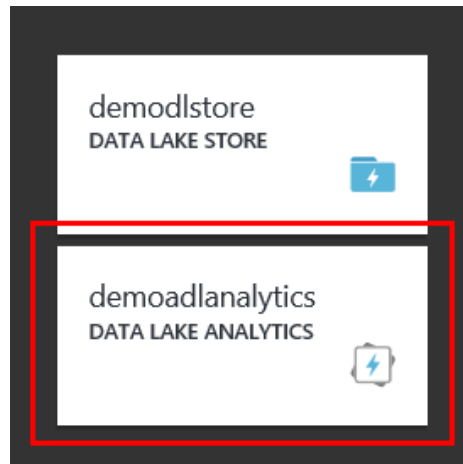 demodlstore
DATA LAKE STORE
demoadlanalytics
DATA LAKE ANALYTICS